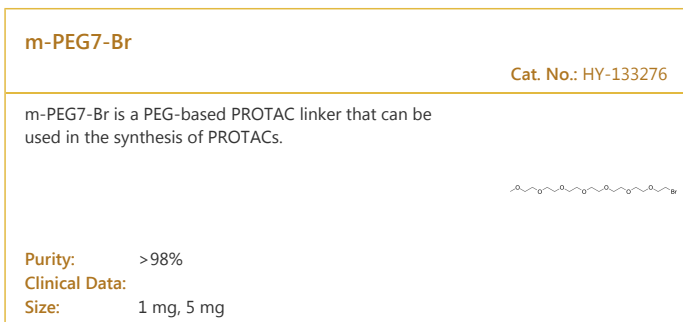 m-PEG7-Br
Cat. No.: HY-133276
m-PEG7-Br is a PEG-based PROTAC linker that can be
used in the synthesis of PROTACs.
O O O O O O O Br
Purity: >98%
Clinical Data:
Size: 1 mg, 5 mg